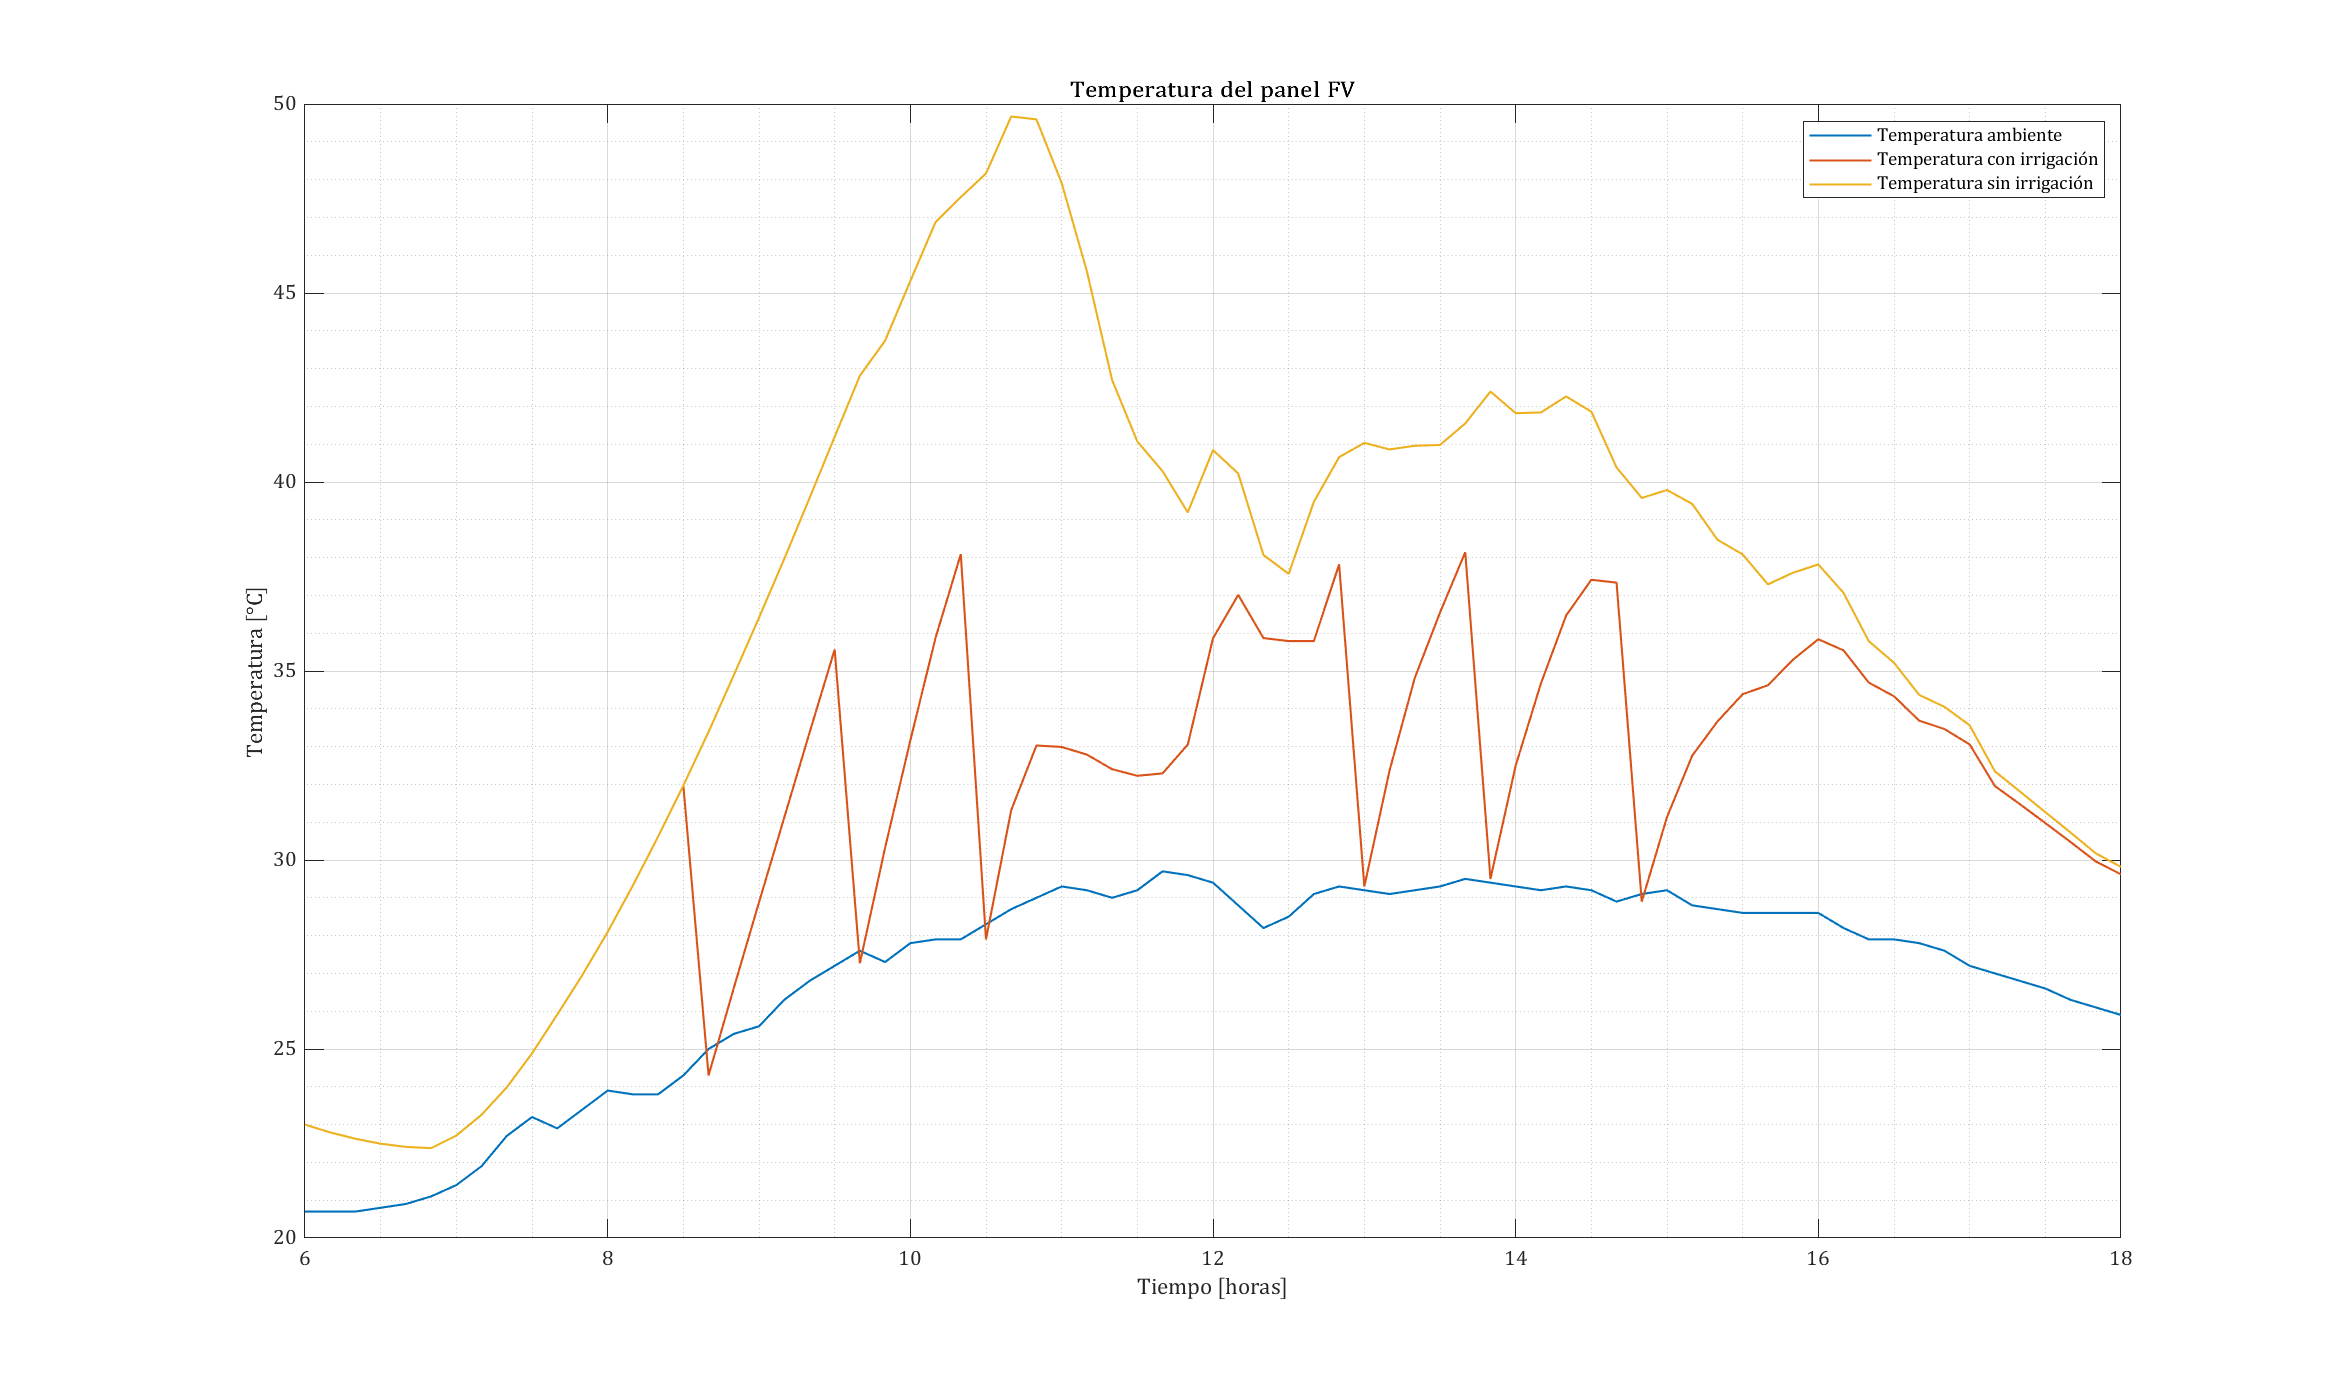 Temperatura del panel FV
50
45
40
35
30
25
20
Temperatura [°C]
Temperatura ambiente
Temperatura con irrigación
Temperatura sin irrigación
6 8 10 12 14 16 18
Tiempo [horas]